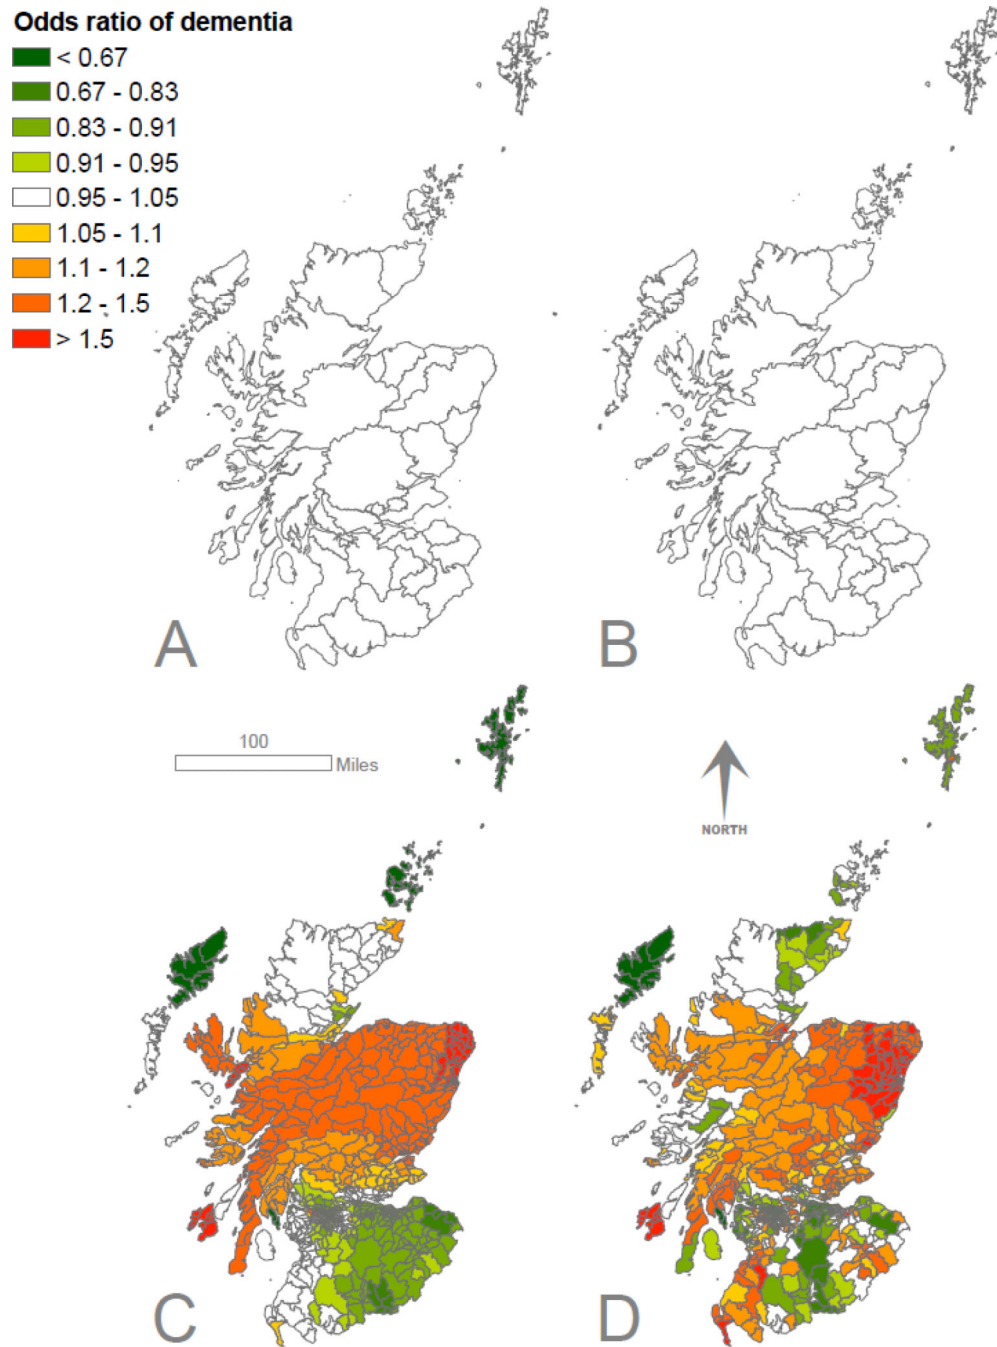 Odds ratio of dementia
< 0.67
0.67 - 0.83
0.83 - 0.91
0.91 - 0.95
0.95 - 1.05
1.05 - 1.1
1.1 - 1.2
1.2 - 1.5
> 1.5
A
B
100
Miles
NORTH
C
D